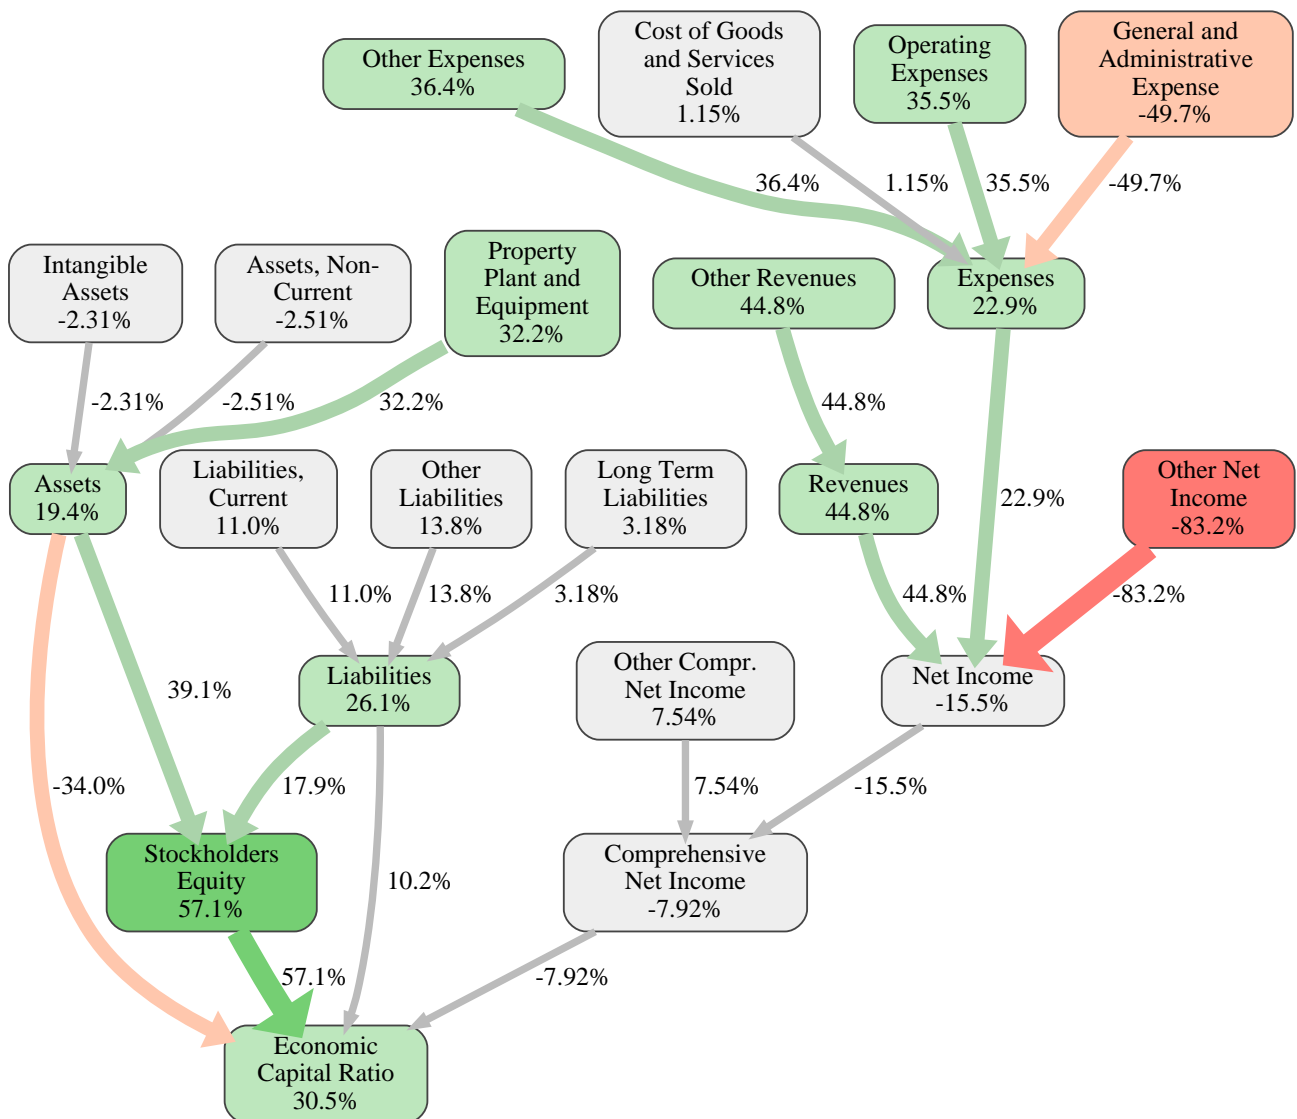 Other Expenses
36.4%
Cost of Goods
and Services
Sold
1.15%
Operating
Expenses
35.5%
General and
Administrative
Expense
-49.7%
36.4%
1.15%
35.5%
-49.7%
Intangible
Assets
-2.31%
Assets, Non-
Current
-2.51%
Property
Plant and
Equipment
32.2%
Other Revenues
44.8%
Expenses
22.9%
-2.31%
-2.51%
32.2%
44.8%
Assets
19.4%
Liabilities,
Current
11.0%
Other
Liabilities
13.8%
Long Term
Liabilities
3.18%
Revenues
44.8%
22.9%
Other Net
Income
-83.2%
11.0%
13.8%
3.18%
44.8%
-83.2%
39.1%
Liabilities
26.1%
Other Compr.
Net Income
7.54%
Net Income
-15.5%
-34.0%
17.9%
7.54%
-15.5%
Stockholders
Equity
57.1%
10.2%
Comprehensive
Net Income
-7.92%
57.1%
-7.92%
Economic
Capital Ratio
30.5%